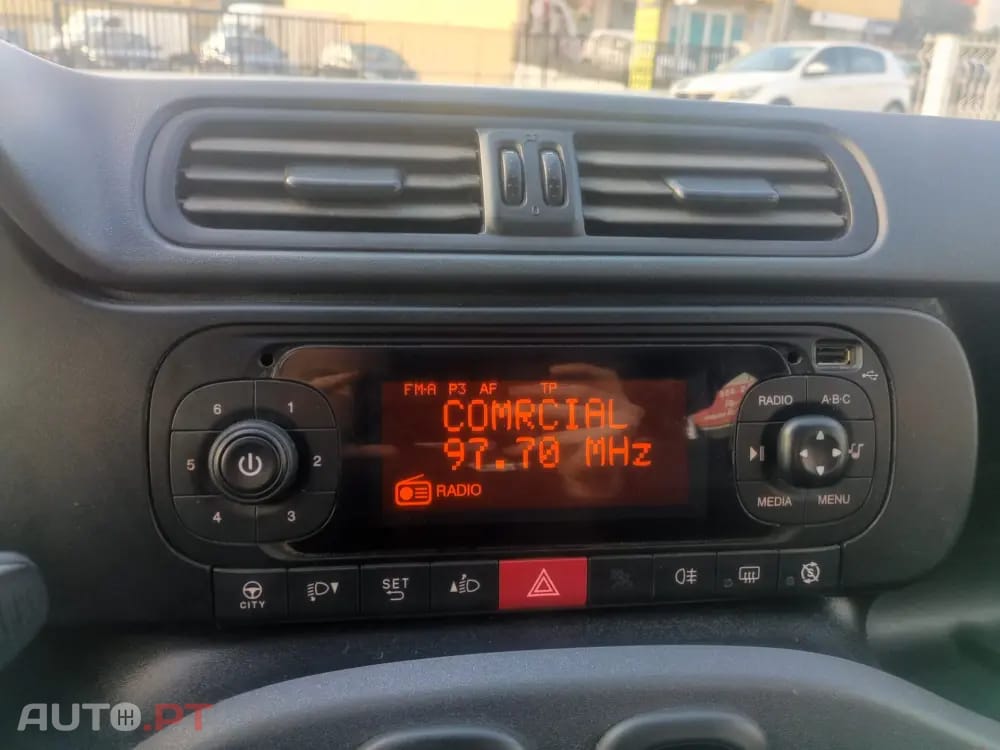 FM-A P3 AF TP
COMRCIAL
97.70 MHz
RADIO
6 1
5 2
4 3
RADIO A·B·C
MEDIA MENU
CITY
SET
AUTO.PT